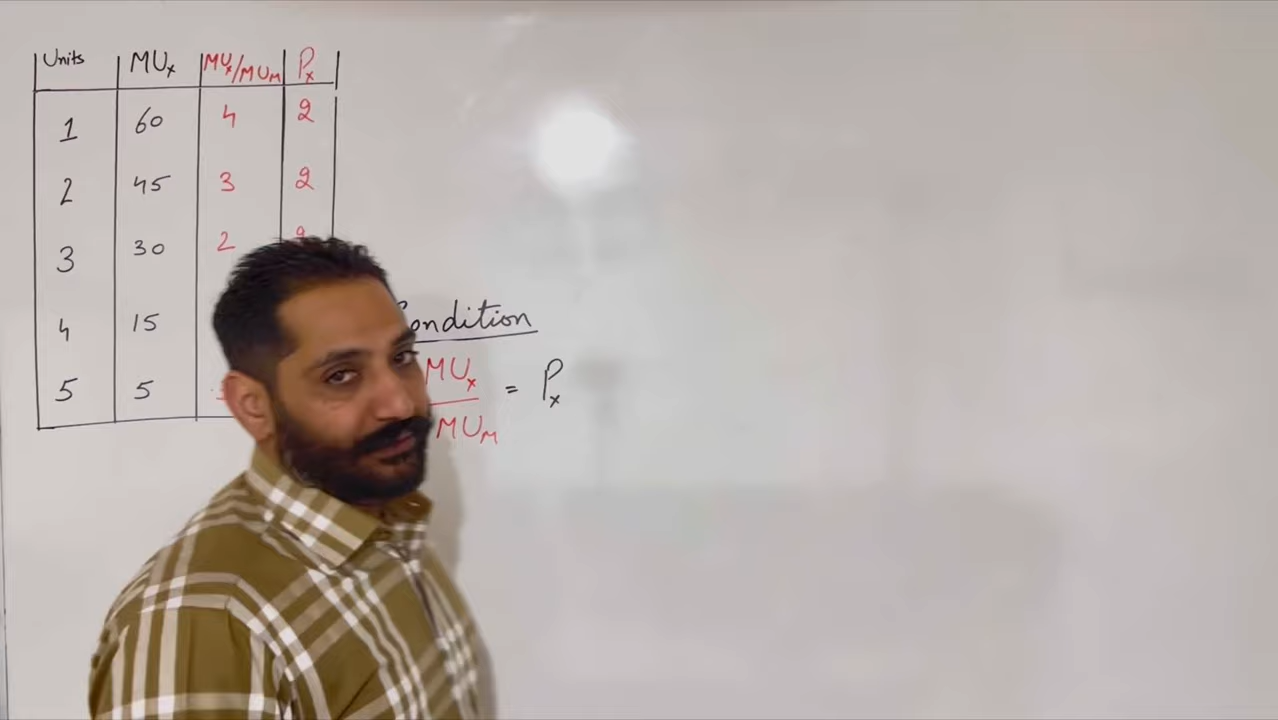 Units MUx MUx/MUM Px
1 60 4 2
2 45 3 2
3 30 2
4 15
5 5
MUx
MUM = Px